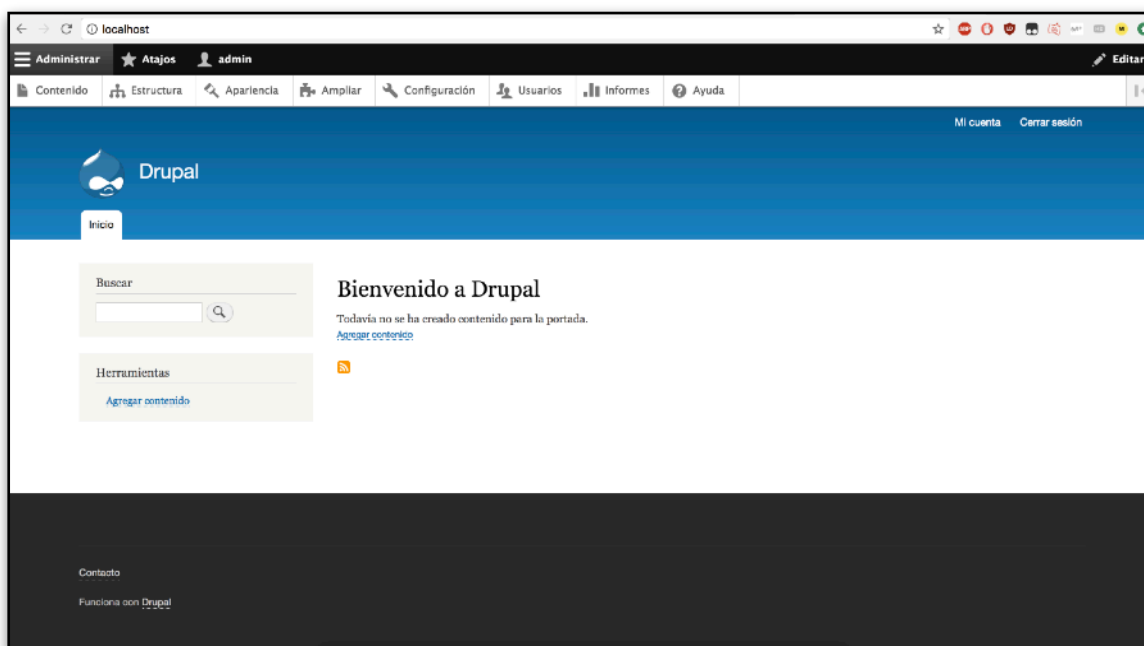 localhost
Administrar Atajos admin Editar
Contenido Estructura Apariencia Ampliar Configuración Usuarios Informes Ayuda
Mi cuenta Cerrar sesión
Drupal
Inicio
Buscar
Bienvenido a Drupal
Todavía no se ha creado contenido para la portada.
Agregar contenido
Herramientas
Agregar contenido
Contacto
Funciona con Drupal